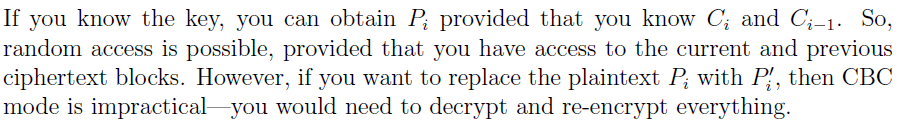 If you know the key, you can obtain P_i provided that you know C_i and C_{i−1}. So,
random access is possible, provided that you have access to the current and previous
ciphertext blocks. However, if you want to replace the plaintext P_i with P_i′, then CBC
mode is impractical—you would need to decrypt and re-encrypt everything.